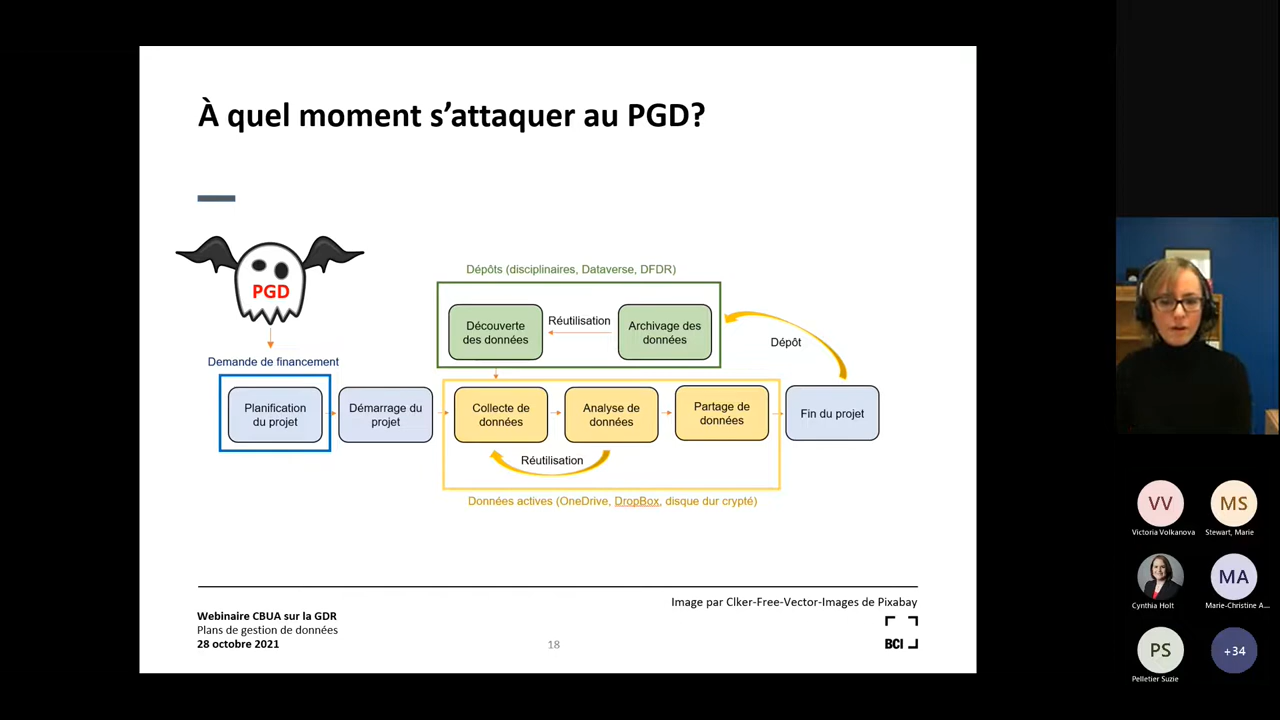 À quel moment s’attaquer au PGD?
PGD
Dépôts (disciplinaires, Dataverse, DFDR)
Découverte
des données
Réutilisation
Archivage des
données
Dépôt
Demande de financement
Planification
du projet
Démarrage du
projet
Collecte de
données
Analyse de
données
Partage de
données
Fin du projet
Réutilisation
Données actives (OneDrive, DropBox, disque dur crypté)
Image par Clker-Free-Vector-Images de Pixabay
Webinaire CBUA sur la GDR
Plans de gestion de données
28 octobre 2021
18
BCI
VV
Victoria Volkanova
MS
Stewart, Marie
Cynthia Holt
MA
Marie-Christine A...
PS
Pelletier Suzie
+34